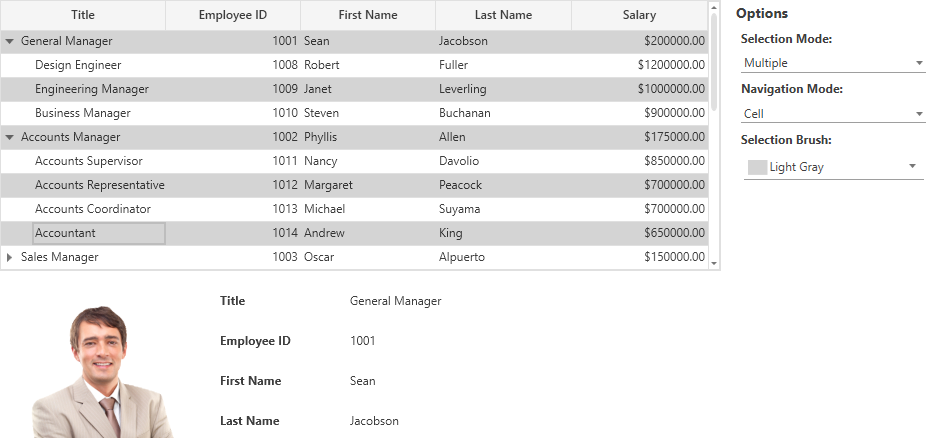 Title Employee ID First Name Last Name Salary
General Manager 1001 Sean Jacobson $200000.00
Design Engineer 1008 Robert Fuller $1200000.00
Engineering Manager 1009 Janet Leverling $1000000.00
Business Manager 1010 Steven Buchanan $900000.00
Accounts Manager 1002 Phyllis Allen $175000.00
Accounts Supervisor 1011 Nancy Davolio $850000.00
Accounts Representative 1012 Margaret Peacock $700000.00
Accounts Coordinator 1013 Michael Suyama $700000.00
Accountant 1014 Andrew King $650000.00
Sales Manager 1003 Oscar Alpuerto $150000.00
Options
Selection Mode:
Multiple
Navigation Mode:
Cell
Selection Brush:
Light Gray
Title General Manager
Employee ID 1001
First Name Sean
Last Name Jacobson